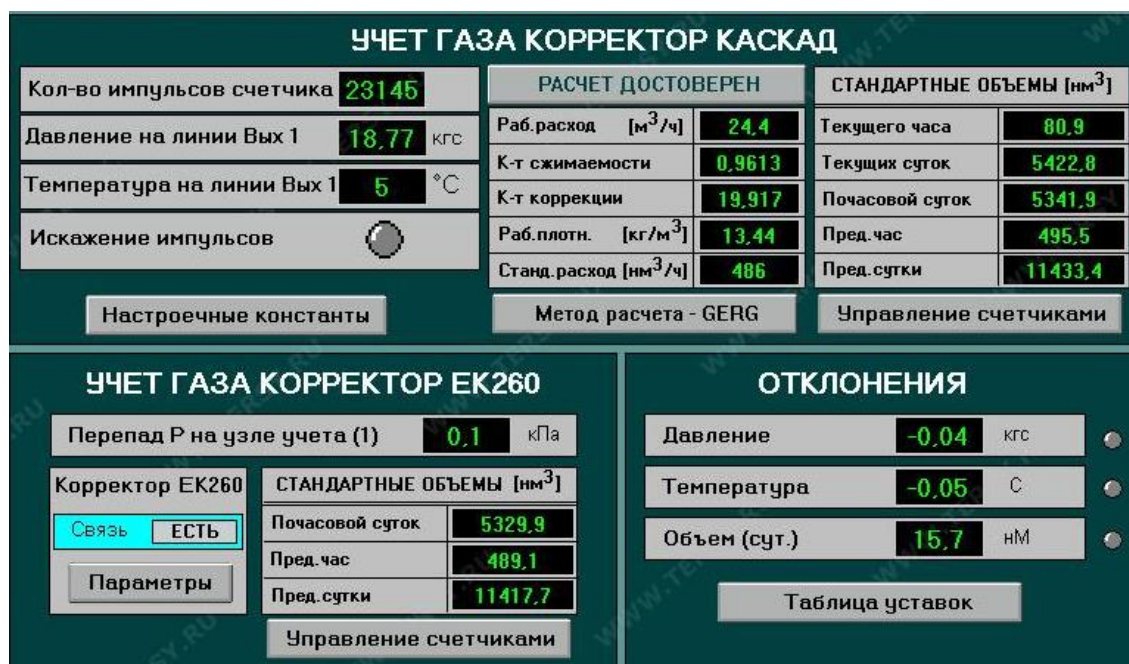 УЧЕТ ГАЗА КОРРЕКТОР КАСКАД
Кол-во импульсов счетчика 23145
Давление на линии Вых 1 18,77 кгс
Температура на линии Вых 1 5 °C
Искажение импульсов
Настроечные константы
РАСЧЕТ ДОСТОВЕРЕН
Раб.расход [м³/ч] 24,4
К-т сжимаемости 0,9613
К-т коррекции 19,917
Раб.плотн. [кг/м³] 13,44
Станд.расход [нм³/ч] 486
Метод расчета - GERG
СТАНДАРТНЫЕ ОБЪЕМЫ [нм³]
Текущего часа 80,9
Текущих суток 5422,8
Почасовой суток 5341,9
Пред.час 495,5
Пред.сутки 11433,4
Управление счетчиками
УЧЕТ ГАЗА КОРРЕКТОР ЕК260
Перепад Р на узле учета (1) 0,1 кПа
Корректор ЕК260
Связь ЕСТЬ
Параметры
СТАНДАРТНЫЕ ОБЪЕМЫ [нм³]
Почасовой суток 5329,9
Пред.час 489,1
Пред.сутки 11417,7
Управление счетчиками
ОТКЛОНЕНИЯ
Давление -0,04 кгс
Температура -0,05 С
Объем (сут.) 15,7 нМ
Таблица уставок